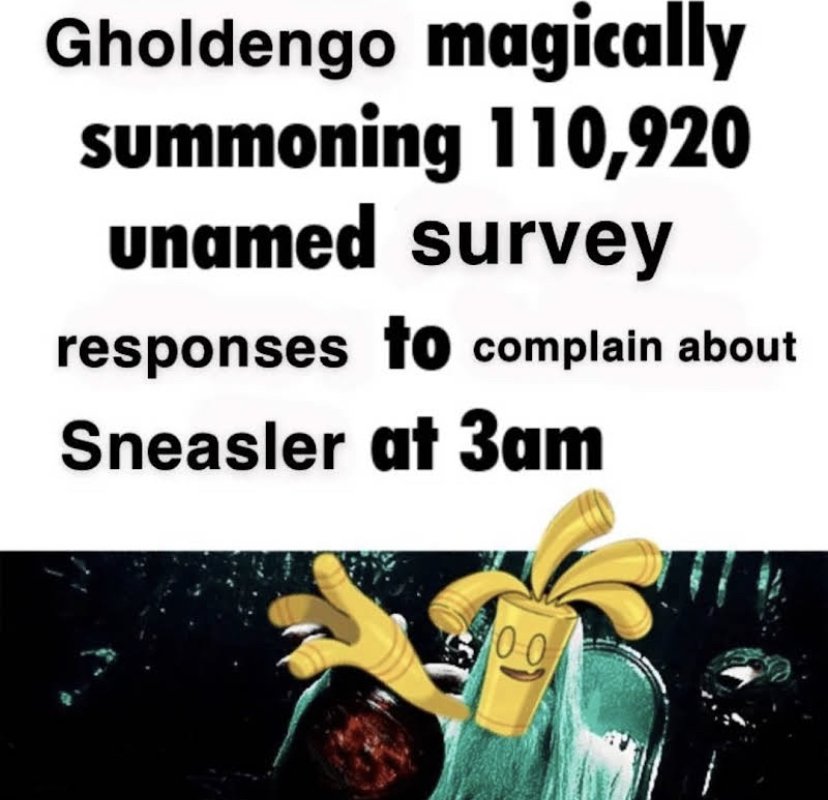 Gholdengo magically
summoning 110,920
unamed survey
responses to complain about
Sneasler at 3am